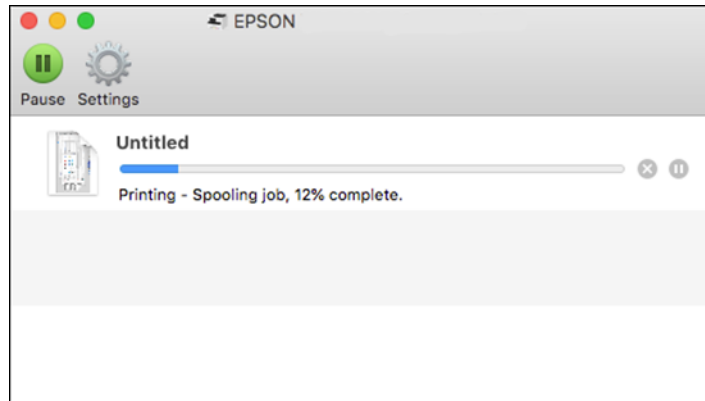 EPSON
Pause Settings
Untitled
Printing - Spooling job, 12% complete.